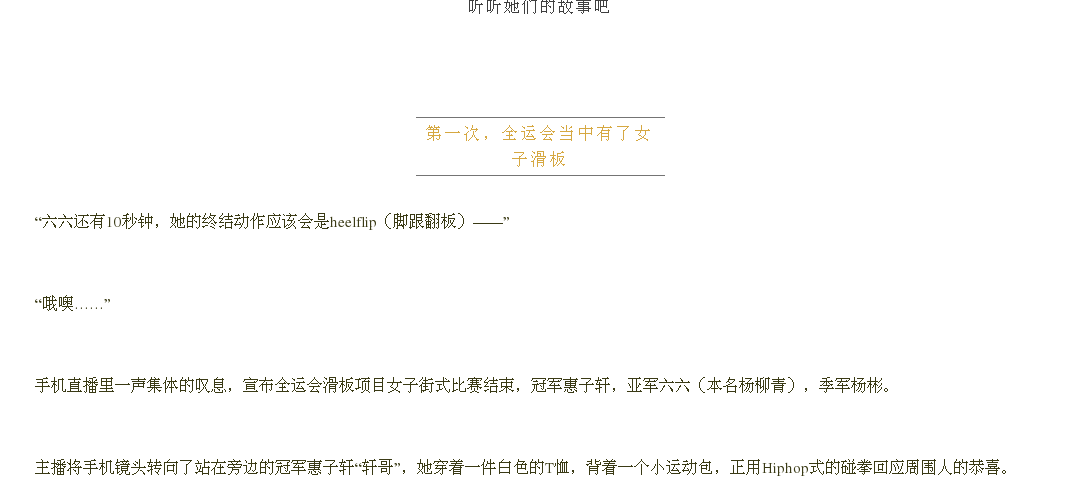 听听她们的故事吧
第一次，全运会当中有了女
子滑板
“六六还有10秒钟，她的终结动作应该会是heelflip（脚跟翻板）——”
“哦噢……”
手机直播里一声集体的叹息，宣布全运会滑板项目女子街式比赛结束，冠军惠子轩，亚军六六（本名杨柳青），季军杨彬。
主播将手机镜头转向了站在旁边的冠军惠子轩“轩哥”，她穿着一件白色的T恤，背着一个小运动包，正用Hiphop式的碰拳回应周围人的恭喜。